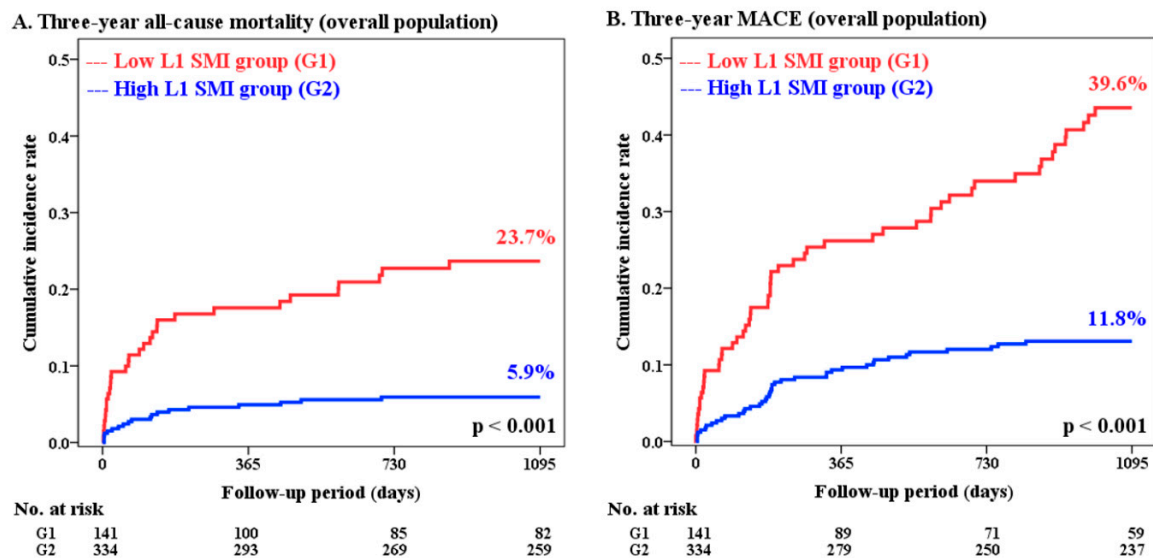 A. Three-year all-cause mortality (overall population)
0.5
--- Low L1 SMI group (G1)
--- High L1 SMI group (G2)
0.4
0.3
23.7%
0.2
0.1
5.9%
p < 0.001
0.0
Cumulative incidence rate
0 365 730 1095
Follow-up period (days)
No. at risk
G1 141 100 85 82
G2 334 293 269 259
B. Three-year MACE (overall population)
0.5
--- Low L1 SMI group (G1)
39.6%
--- High L1 SMI group (G2)
0.4
0.3
0.2
11.8%
0.1
p < 0.001
0.0
Cumulative incidence rate
0 365 730 1095
Follow-up period (days)
No. at risk
G1 141 89 71 59
G2 334 279 250 237